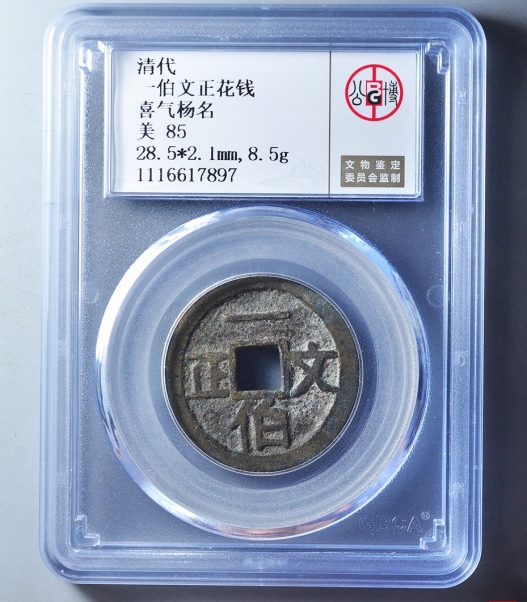 清代
一伯文正花钱
喜气杨名
美 85
28.5*2.1mm,8.5g
1116617897
公博
BG
文物鉴定
委员会监制
一
正 文
伯
GBCA®